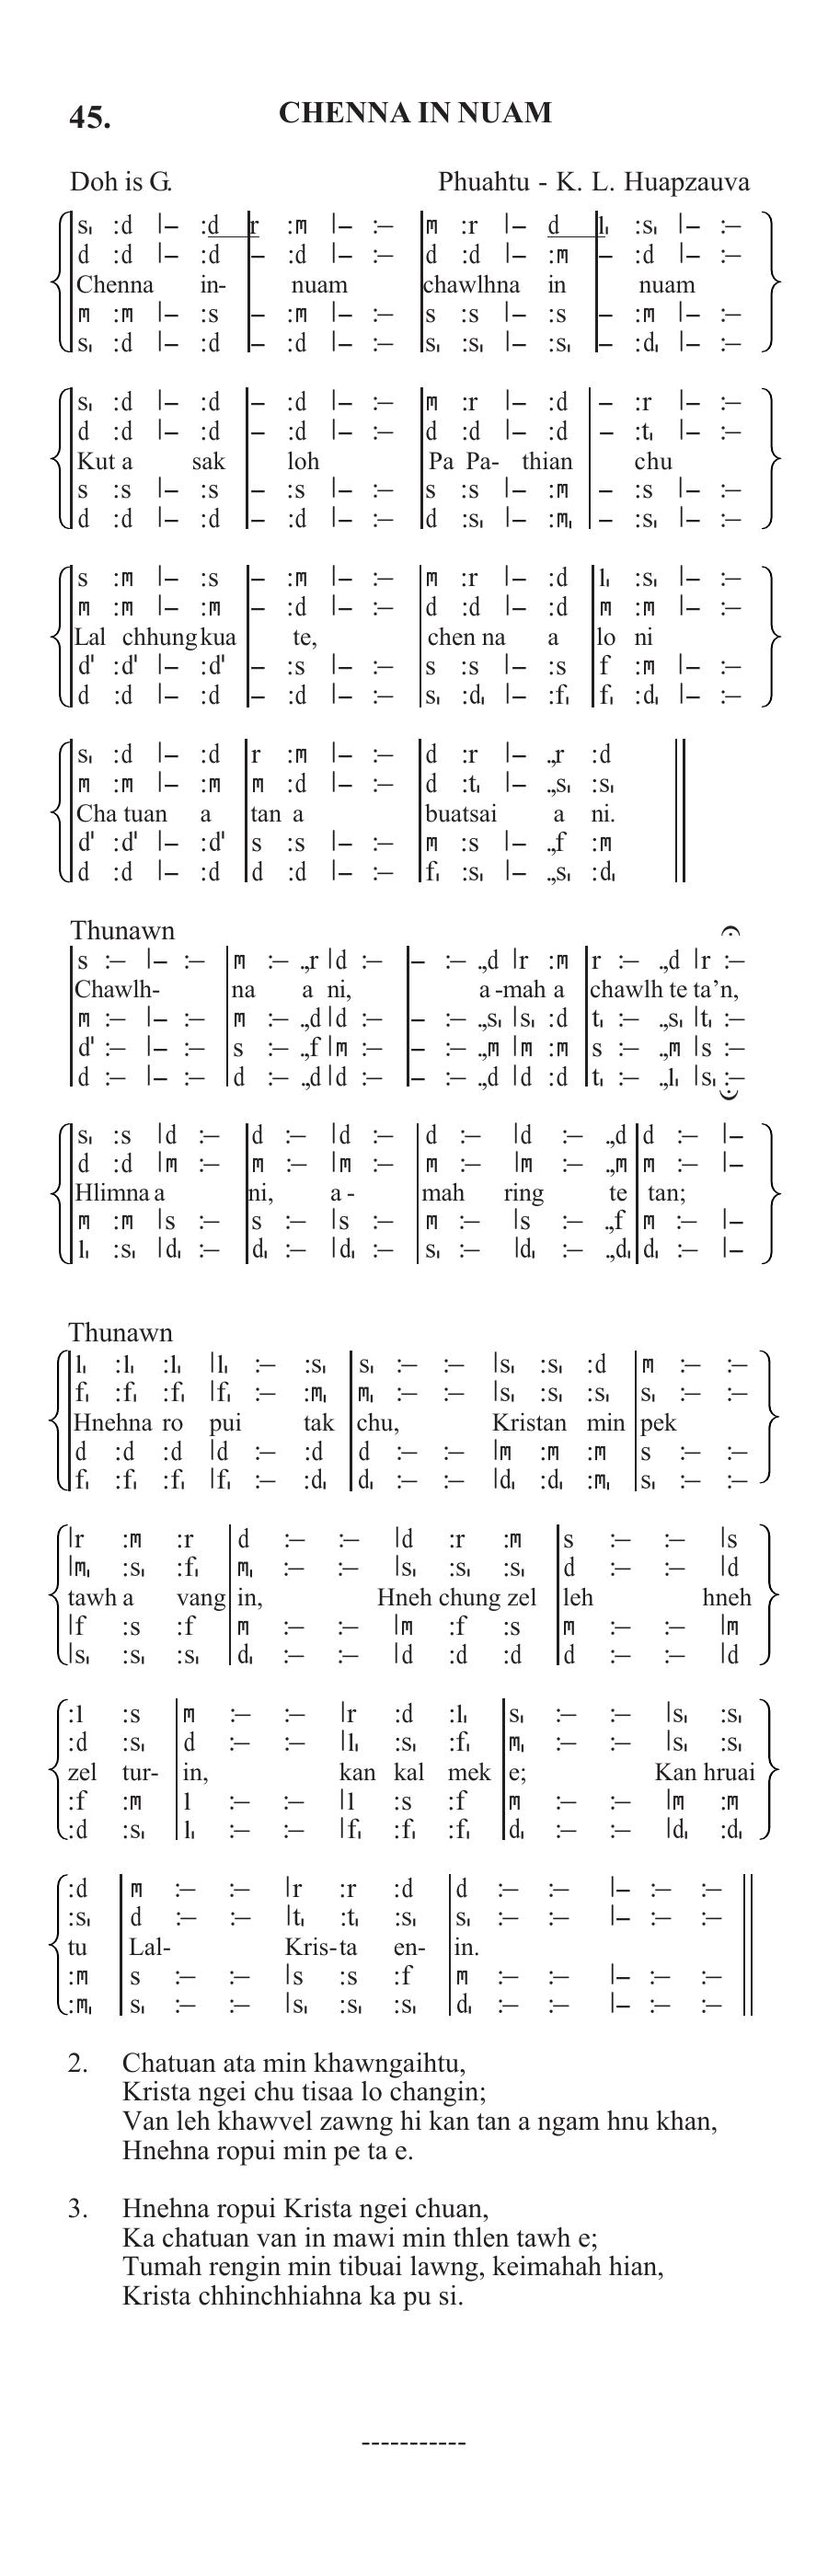 45. CHENNA IN NUAM
Doh is G. Phuahtu - K. L. Huapzauva
s, :d |– :d |r :m |– :– |m :r |– d |l, :s, |– :–
d :d |– :d |– :d |– :– |d :d |– :m |– :d |– :–
Chenna in- nuam chawlhna in nuam
m :m |– :s |– :m |– :– |s :s |– :s |– :m |– :–
s, :d |– :d |– :d |– :– |s, :s, |– :s, |– :d, |– :–
s, :d |– :d |– :d |– :– |m :r |– :d |– :r |– :–
d :d |– :d |– :d |– :– |d :d |– :d |– :t, |– :–
Kut a sak loh Pa Pa- thian chu
s :s |– :s |– :s |– :– |s :s |– :m |– :s |– :–
d :d |– :d |– :d |– :– |d :s, |– :m, |– :s, |– :–
s :m |– :s |– :m |– :– |m :r |– :d |l, :s, |– :–
m :m |– :m |– :d |– :– |d :d |– :d |m :m |– :–
Lal chhungkua te, chen na a lo ni
d' :d' |– :d' |– :s |– :– |s :s |– :s |f :m |– :–
d :d |– :d |– :d |– :– |s, :d, |– :f, |f, :d, |– :–
s, :d |– :d |r :m |– :– |d :r |– .,r :d
m :m |– :m |m :d |– :– |d :t, |– .,s, :s,
Cha tuan a tan a buatsai a ni.
d' :d' |– :d' |s :s |– :– |m :s |– .,f :m
d :d |– :d |d :d |– :– |f, :s, |– .,s, :d,
Thunawn
s :– |– :– |m :– .,r |d :– |– :– .,d |r :m |r :– .,d |r :–
Chawlh- na a ni, a -mah a chawlh te ta’n,
m :– |– :– |m :– .,d |d :– |– :– .,s, |s, :d |t, :– .,s, |t, :–
d' :– |– :– |s :– .,f |m :– |– :– .,m |m :m |s :– .,m |s :–
d :– |– :– |d :– .,d |d :– |– :– .,d |d :d |t, :– .,l, |s, :–
s, :s |d :– |d :– |d :– |d :– |d :– .,d |d :– |–
d :d |m :– |m :– |m :– |m :– |m :– .,m |m :– |–
Hlimna a ni, a - mah ring te tan;
m :m |s :– |s :– |s :– |m :– |s :– .,f |m :– |–
l, :s, |d, :– |d, :– |d, :– |s, :– |d, :– .,d, |d, :– |–
Thunawn
l, :l, :l, |l, :– :s, |s, :– :– |s, :s, :d |m :– :–
f, :f, :f, |f, :– :m, |m, :– :– |s, :s, :s, |s, :– :–
Hnehna ro pui tak chu, Kristan min pek
d :d :d |d :– :d |d :– :– |m :m :m |s :– :–
f, :f, :f, |f, :– :d, |d, :– :– |d, :d, :m, |s, :– :–
|r :m :r |d :– :– |d :r :m |s :– :– |s
|m, :s, :f, |m, :– :– |s, :s, :s, |d :– :– |d
tawh a vang in, Hneh chung zel leh hneh
|f :s :f |m :– :– |m :f :s |m :– :– |m
|s, :s, :s, |d, :– :– |d :d :d |d :– :– |d
:l :s |m :– :– |r :d :l, |s, :– :– |s, :s,
:d :s, |d :– :– |l, :s, :f, |m, :– :– |s, :s,
zel tur- in, kan kal mek e; Kan hruai
:f :m |l :– :– |l :s :f |m :– :– |m :m
:d :s, |l, :– :– |f, :f, :f, |d, :– :– |d, :d,
:d |m :– :– |r :r :d |d :– :– |– :– :–
:s, |d :– :– |t, :t, :s, |s, :– :– |– :– :–
tu Lal- Kris-ta en- in.
:m |s :– :– |s :s :f |m :– :– |– :– :–
:m, |s, :– :– |s, :s, :s, |d, :– :– |– :– :–
2. Chatuan ata min khawngaihtu,
Krista ngei chu tisaa lo changin;
Van leh khawvel zawng hi kan tan a ngam hnu khan,
Hnehna ropui min pe ta e.
3. Hnehna ropui Krista ngei chuan,
Ka chatuan van in mawi min thlen tawh e;
Tumah rengin min tibuai lawng, keimahah hian,
Krista chhinchhiahna ka pu si.
-----------